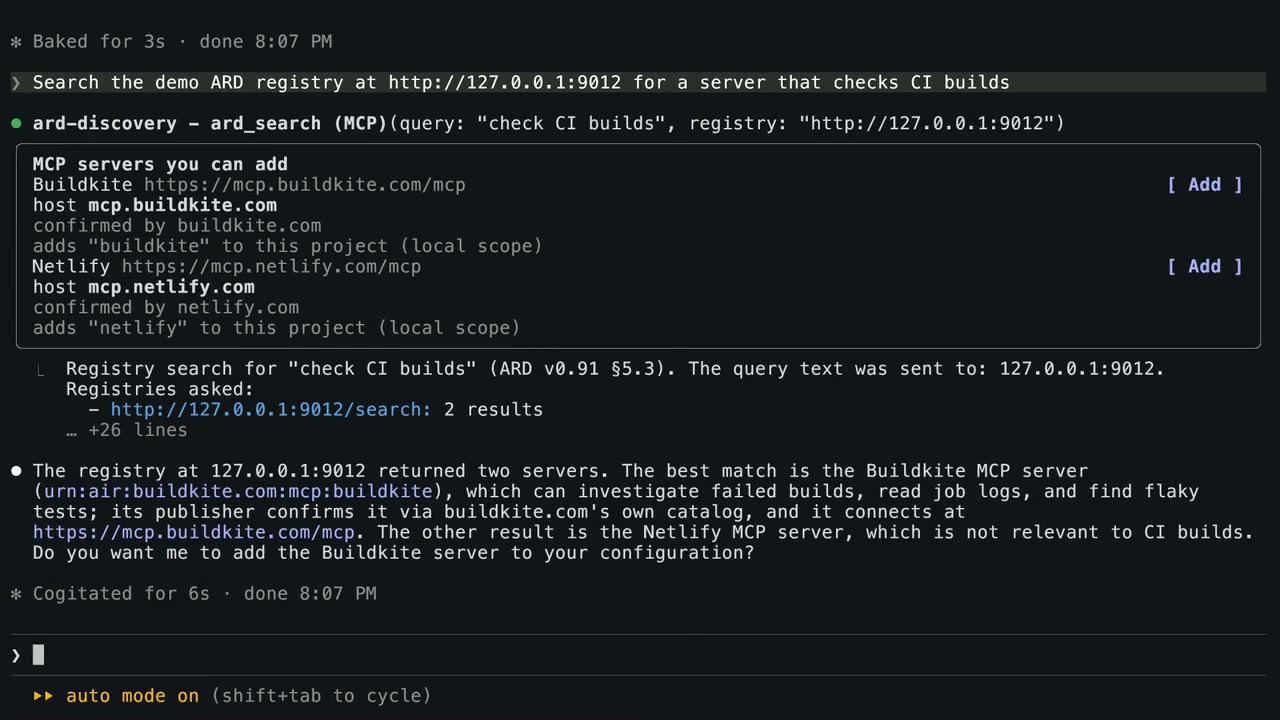 ✻ Baked for 3s · done 8:07 PM
❯ Search the demo ARD registry at http://127.0.0.1:9012 for a server that checks CI builds
● ard-discovery - ard_search (MCP)(query: "check CI builds", registry: "http://127.0.0.1:9012")
MCP servers you can add
Buildkite https://mcp.buildkite.com/mcp [ Add ]
host mcp.buildkite.com
confirmed by buildkite.com
adds "buildkite" to this project (local scope)
Netlify https://mcp.netlify.com/mcp [ Add ]
host mcp.netlify.com
confirmed by netlify.com
adds "netlify" to this project (local scope)
⎿ Registry search for "check CI builds" (ARD v0.91 §5.3). The query text was sent to: 127.0.0.1:9012.
Registries asked:
- http://127.0.0.1:9012/search: 2 results
… +26 lines
● The registry at 127.0.0.1:9012 returned two servers. The best match is the Buildkite MCP server
(urn:air:buildkite.com:mcp:buildkite), which can investigate failed builds, read job logs, and find flaky
tests; its publisher confirms it via buildkite.com's own catalog, and it connects at
https://mcp.buildkite.com/mcp. The other result is the Netlify MCP server, which is not relevant to CI builds.
Do you want me to add the Buildkite server to your configuration?
✻ Cogitated for 6s · done 8:07 PM
❯
⏵⏵ auto mode on (shift+tab to cycle)